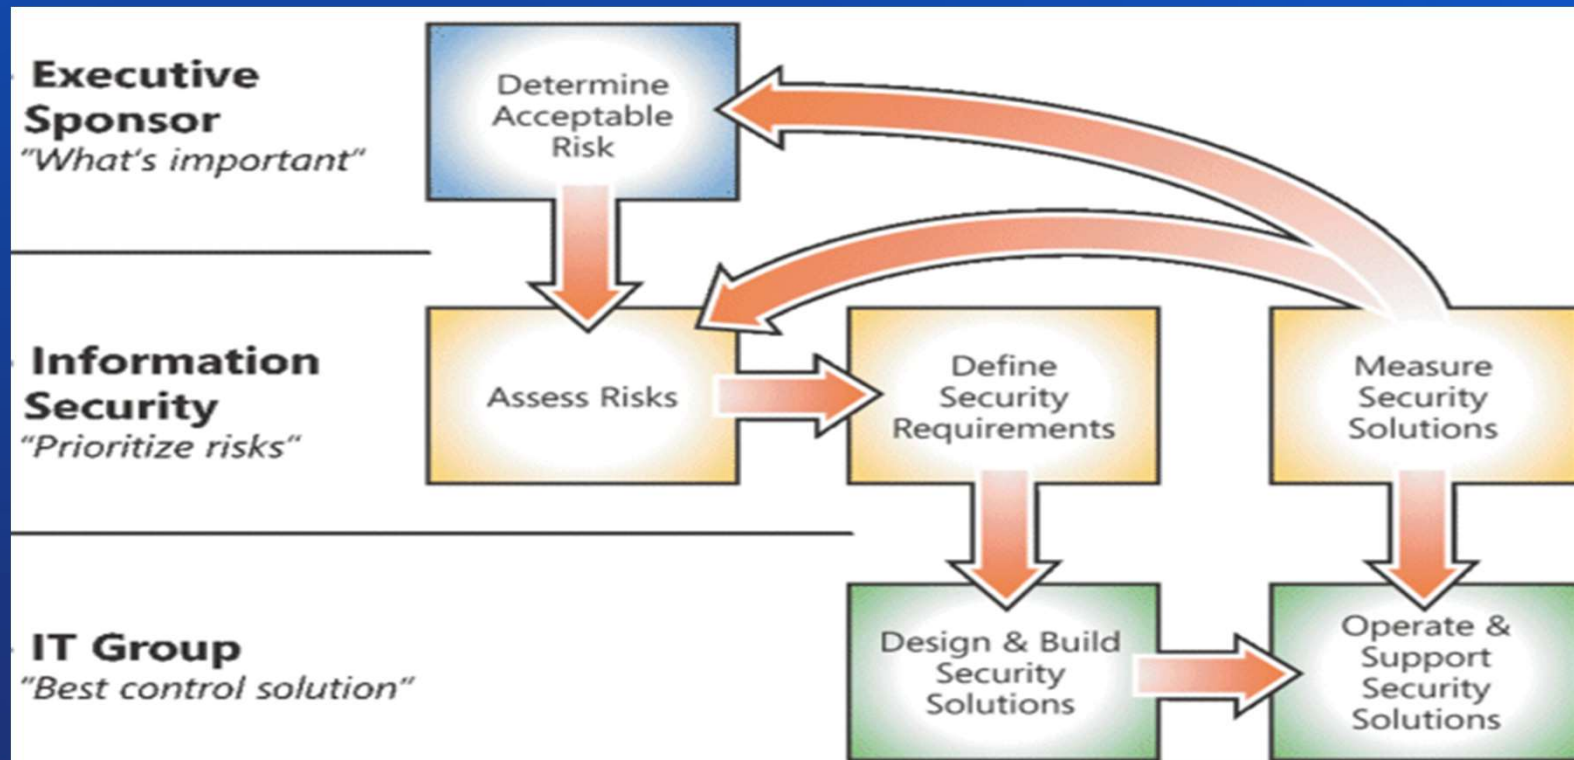 Executive
Sponsor
"What's important"
Determine
Acceptable
Risk
Information
Security
"Prioritize risks"
Assess Risks
Define
Security
Requirements
Measure
Security
Solutions
IT Group
"Best control solution"
Design & Build
Security
Solutions
Operate &
Support
Security
Solutions